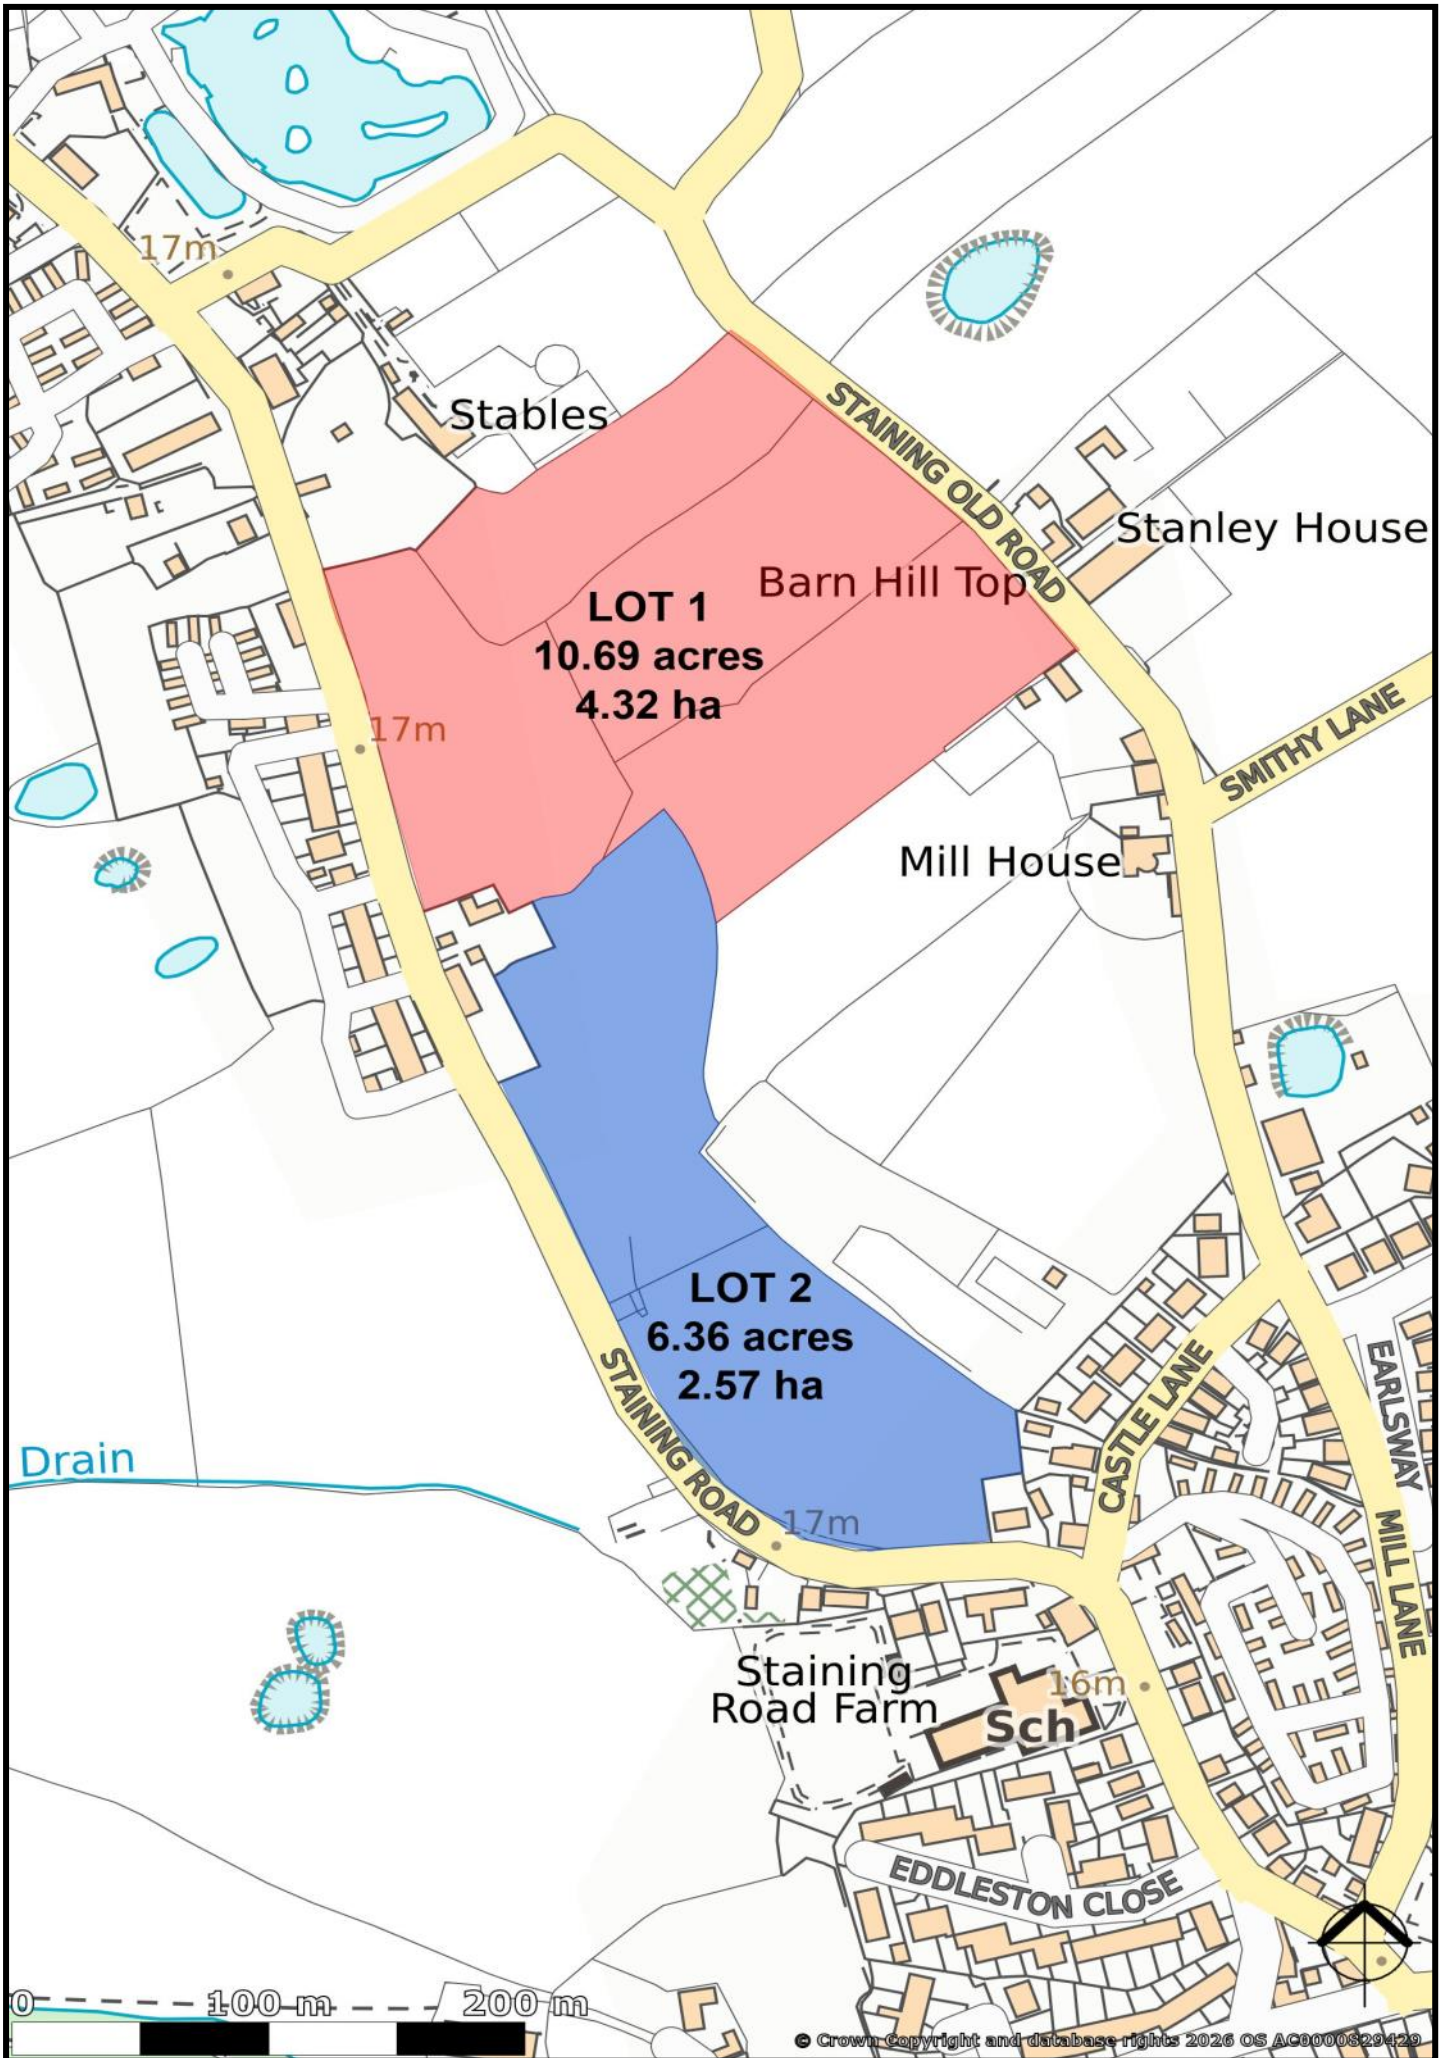 17m
Stables
STAINING OLD ROAD
Stanley House
Barn Hill Top
LOT 1
10.69 acres
4.32 ha
17m
SMITHY LANE
Mill House
LOT 2
6.36 acres
2.57 ha
STAINING ROAD
CASTLE LANE
EARLSWAY
Drain
17m
MILL LANE
Staining
Road Farm
16m
Sch
EDDLESTON CLOSE
0 100 m 200 m
© Crown Copyright and database rights 2026 OS AC0000829429